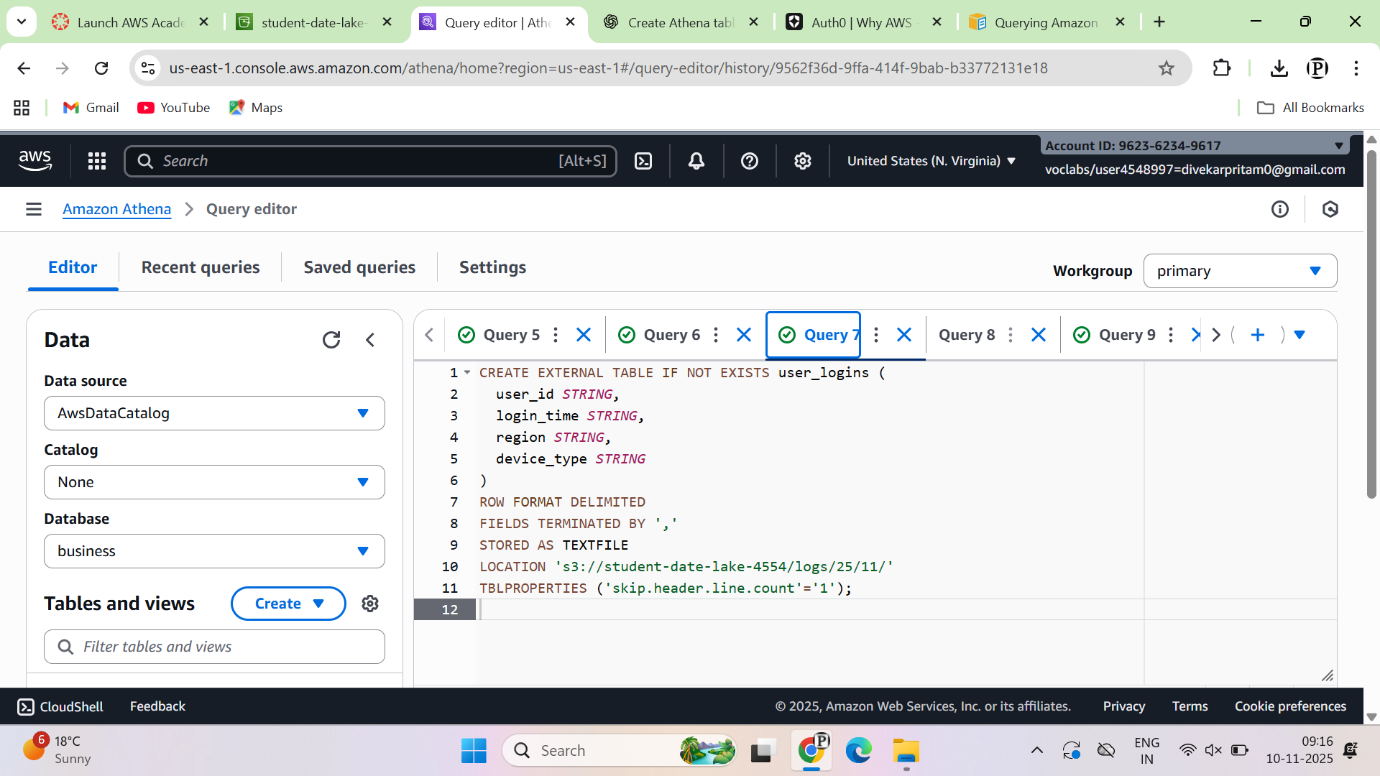 Launch AWS Acade
student-date-lake-
Query editor | Athe
Create Athena tabl
Auth0 | Why AWS
Querying Amazon
us-east-1.console.aws.amazon.com/athena/home?region=us-east-1#/query-editor/history/9562f36d-9ffa-414f-9bab-b33772131e18
P
Gmail
YouTube
Maps
All Bookmarks
aws
Search
[Alt+S]
United States (N. Virginia)
Account ID: 9623-6234-9617
voclabs/user4548997=divekarpritam0@gmail.com
Amazon Athena
Query editor
Editor
Recent queries
Saved queries
Settings
Workgroup
primary
Data
Data source
AwsDataCatalog
Catalog
None
Database
business
Tables and views
Create
Filter tables and views
Query 5
Query 6
Query 7
Query 8
Query 9
1 CREATE EXTERNAL TABLE IF NOT EXISTS user_logins (
2 user_id STRING,
3 login_time STRING,
4 region STRING,
5 device_type STRING
6 )
7 ROW FORMAT DELIMITED
8 FIELDS TERMINATED BY ','
9 STORED AS TEXTFILE
10 LOCATION 's3://student-date-lake-4554/logs/25/11/'
11 TBLPROPERTIES ('skip.header.line.count'='1');
12
CloudShell
Feedback
© 2025, Amazon Web Services, Inc. or its affiliates.
Privacy
Terms
Cookie preferences
6
18°C
Sunny
Search
P
ENG
IN
09:16
10-11-2025